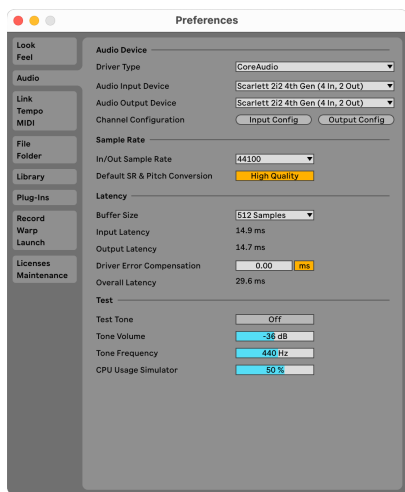 Preferences
Look
Feel
Audio
Link
Tempo
MIDI
File
Folder
Library
Plug-Ins
Record
Warp
Launch
Licenses
Maintenance
Audio Device
Driver Type CoreAudio
Audio Input Device Scarlett 2i2 4th Gen (4 In, 2 Out)
Audio Output Device Scarlett 2i2 4th Gen (4 In, 2 Out)
Channel Configuration Input Config Output Config
Sample Rate
In/Out Sample Rate 44100
Default SR & Pitch Conversion High Quality
Latency
Buffer Size 512 Samples
Input Latency 14.9 ms
Output Latency 14.7 ms
Driver Error Compensation 0.00 ms
Overall Latency 29.6 ms
Test
Test Tone Off
Tone Volume -36 dB
Tone Frequency 440 Hz
CPU Usage Simulator 50 %